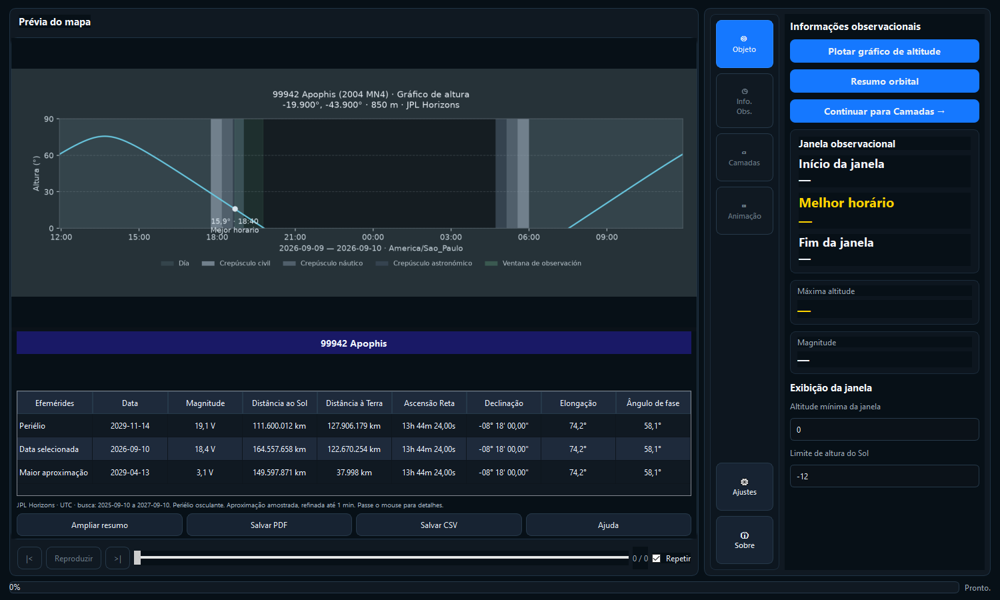 Prévia do mapa
99942 Apophis (2004 MN4) · Gráfico de altura
-19.900°, -43.900° · 850 m · JPL Horizons
Altura (°)
90
60
30
0
15,9° · 18:40
Mejor horario
12:00 15:00 18:00 21:00 00:00 03:00 06:00 09:00
2026-09-09 — 2026-09-10 · America/Sao_Paulo
Día Crepúsculo civil Crepúsculo náutico Crepúsculo astronómico Ventana de observación
99942 Apophis
Efemérides Data Magnitude Distância ao Sol Distância à Terra Ascensão Reta Declinação Elongação Ângulo de fase
Periélio 2029-11-14 19,1 V 111.600.012 km 127.906.179 km 13h 44m 24,00s -08° 18' 00,00" 74,2° 58,1°
Data selecionada 2026-09-10 18,4 V 164.557.658 km 122.670.254 km 13h 44m 24,00s -08° 18' 00,00" 74,2° 58,1°
Maior aproximação 2029-04-13 3,1 V 149.597.871 km 37.998 km 13h 44m 24,00s -08° 18' 00,00" 74,2° 58,1°
JPL Horizons · UTC · busca: 2025-09-10 a 2027-09-10. Periélio osculante. Aproximação amostrada, refinada até 1 min. Passe o mouse para detalhes.
Ampliar resumo Salvar PDF Salvar CSV Ajuda
|< Reproduzir >| 0 / 0 Repetir
0% Pronto.
Objeto
Info.
Obs.
Camadas
Animação
Ajustes
Sobre
Informações observacionais
Plotar gráfico de altitude
Resumo orbital
Continuar para Camadas →
Janela observacional
Início da janela
—
Melhor horário
—
Fim da janela
—
Máxima altitude
—
Magnitude
—
Exibição da janela
Altitude mínima da janela
0
Limite de altura do Sol
-12